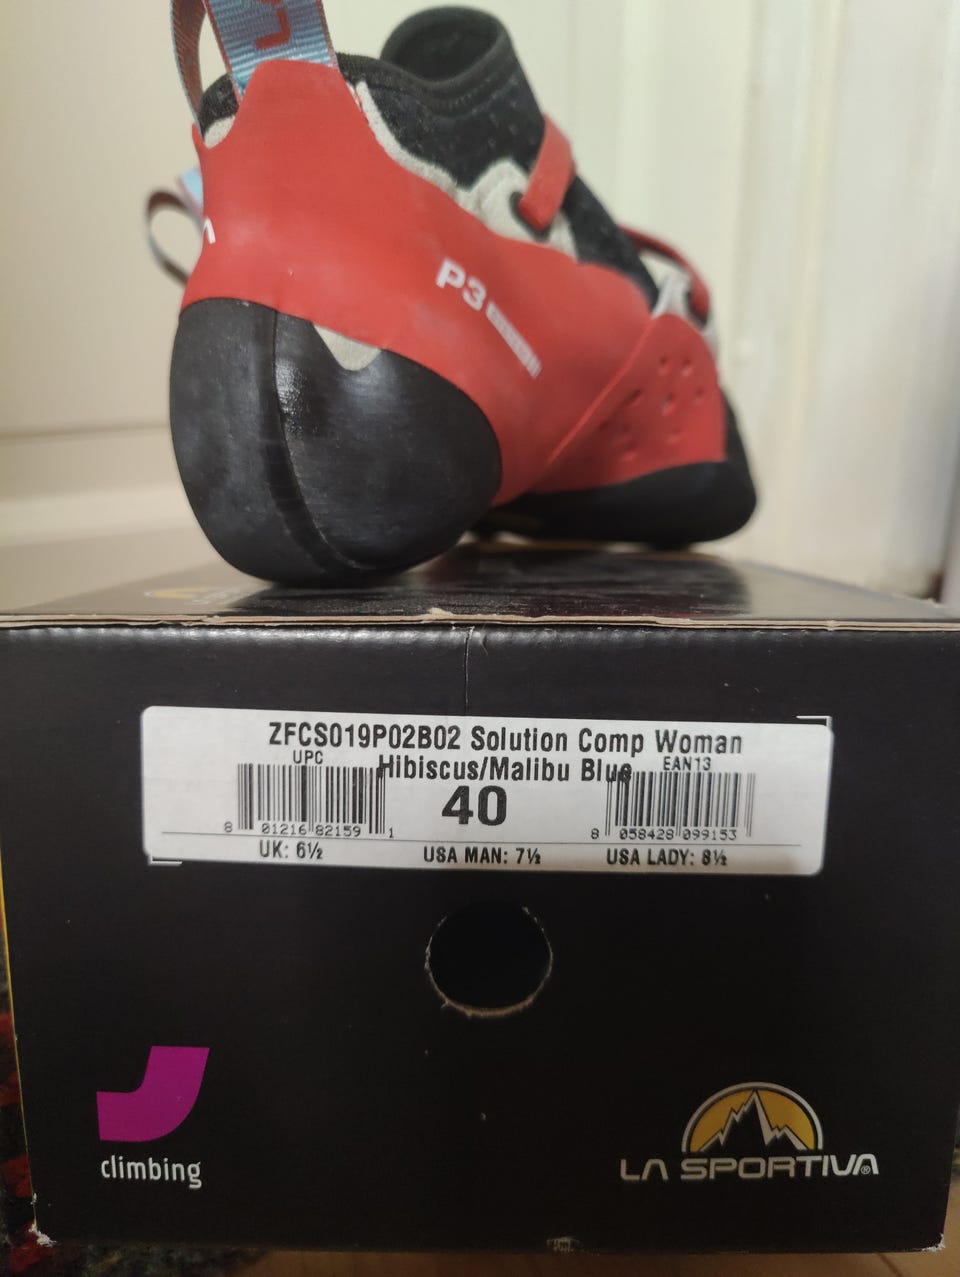 P3
ZFCS019P02B02 Solution Comp Woman
UPC
Hibiscus/Malibu Blue
EAN13
40
8 01216 82159 1
8 058428 099153
UK: 6½
USA MAN: 7½
USA LADY: 8½
climbing
LA SPORTIVA®